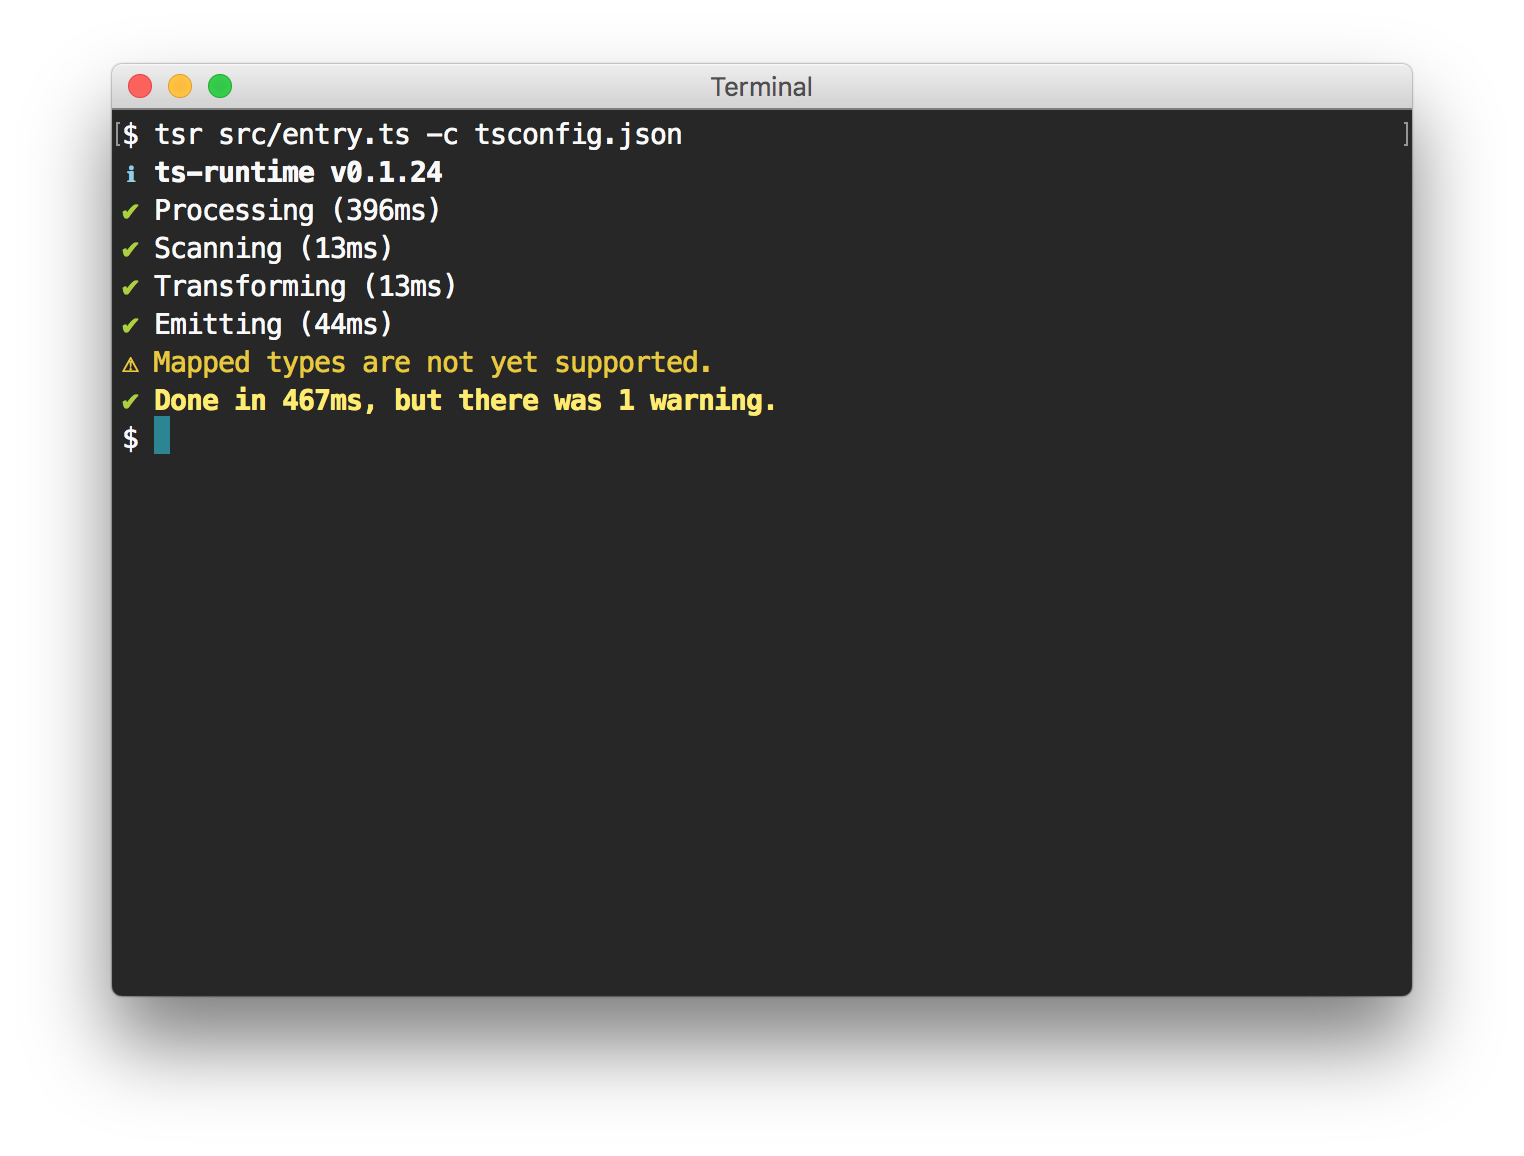 Terminal
[$ tsr src/entry.ts -c tsconfig.json ]
ℹ ts-runtime v0.1.24
✔ Processing (396ms)
✔ Scanning (13ms)
✔ Transforming (13ms)
✔ Emitting (44ms)
⚠ Mapped types are not yet supported.
✔ Done in 467ms, but there was 1 warning.
$